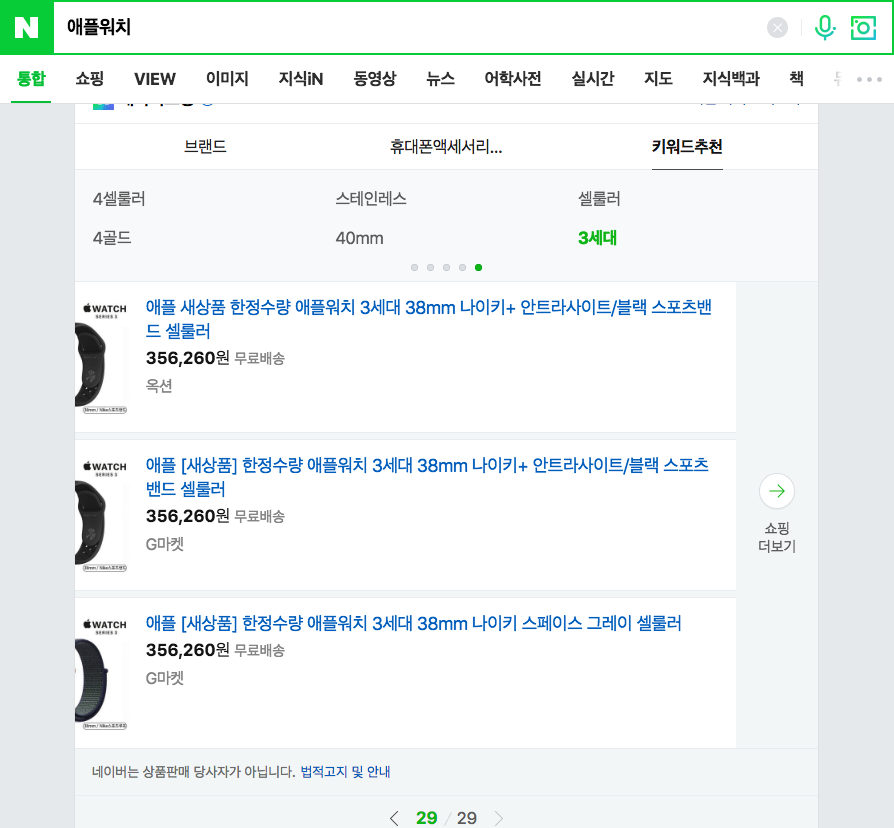 N 애플워치
통합 쇼핑 VIEW 이미지 지식iN 동영상 뉴스 어학사전 실시간 지도 지식백과 책
브랜드 휴대폰액세서리... 키워드추천
4셀룰러 스테인레스 셀룰러
4골드 40mm 3세대
WATCH
SERIES 3
애플 새상품 한정수량 애플워치 3세대 38mm 나이키+ 안트라사이트/블랙 스포츠밴
드 셀룰러
356,260원 무료배송
옥션
WATCH
SERIES 3
애플 [새상품] 한정수량 애플워치 3세대 38mm 나이키+ 안트라사이트/블랙 스포츠
밴드 셀룰러
356,260원 무료배송
G마켓
쇼핑
더보기
WATCH
SERIES 3
애플 [새상품] 한정수량 애플워치 3세대 38mm 나이키 스페이스 그레이 셀룰러
356,260원 무료배송
G마켓
네이버는 상품판매 당사자가 아닙니다. 법적고지 및 안내
29 / 29